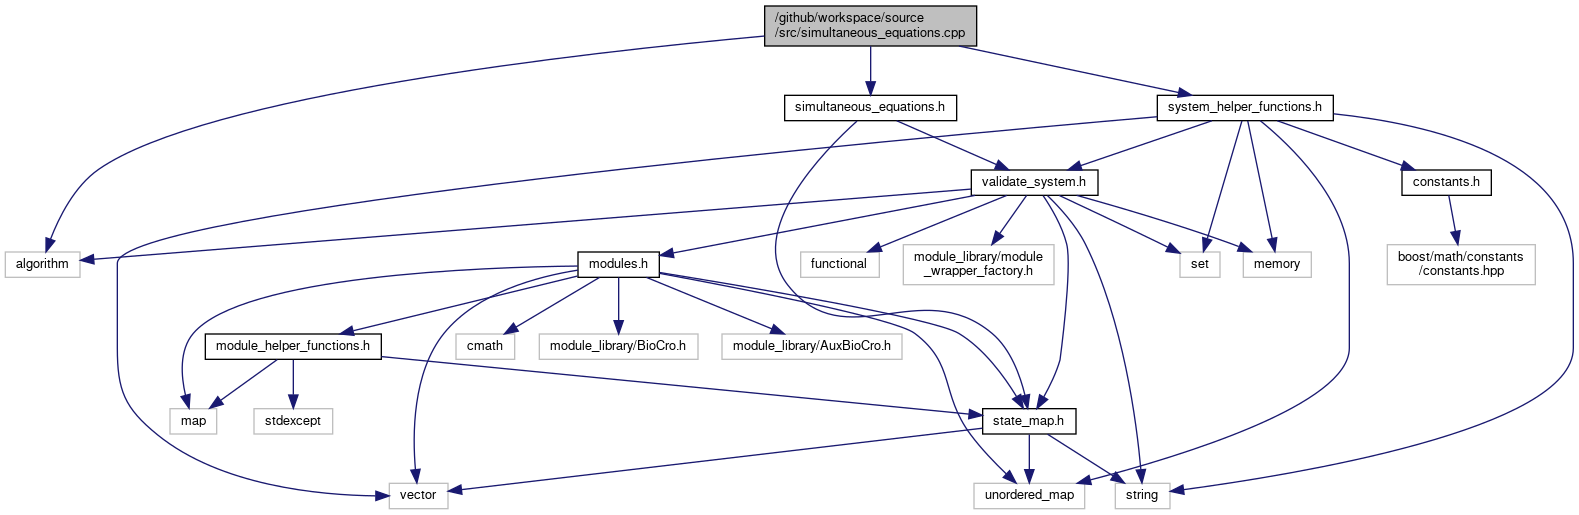 /github/workspace/source
/src/simultaneous_equations.cpp
simultaneous_equations.h
system_helper_functions.h
validate_system.h
constants.h
algorithm
modules.h
functional
module_library/module
_wrapper_factory.h
set
memory
boost/math/constants
/constants.hpp
module_helper_functions.h
cmath
module_library/BioCro.h
module_library/AuxBioCro.h
map
stdexcept
state_map.h
vector
unordered_map
string